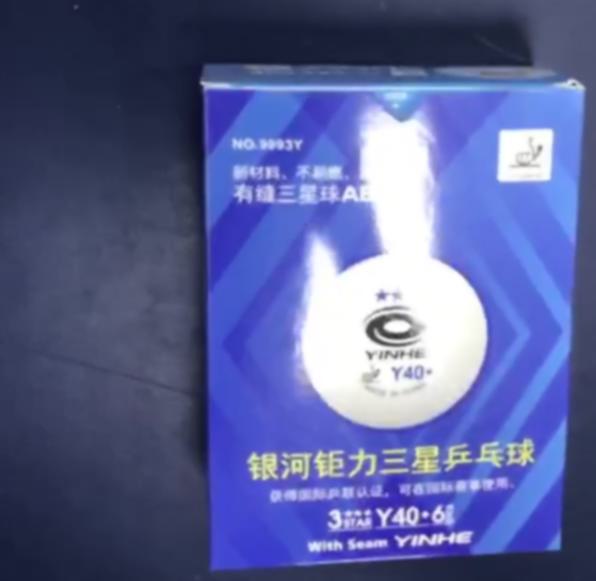 NO.9993Y
新材料、不易燃、
有缝三星球AB
YINHE
Y40+
银河钜力三星乒乓球
获得国际乒联认证，可在国际赛事使用。
3 STAR Y40+6
With Seam YINHE